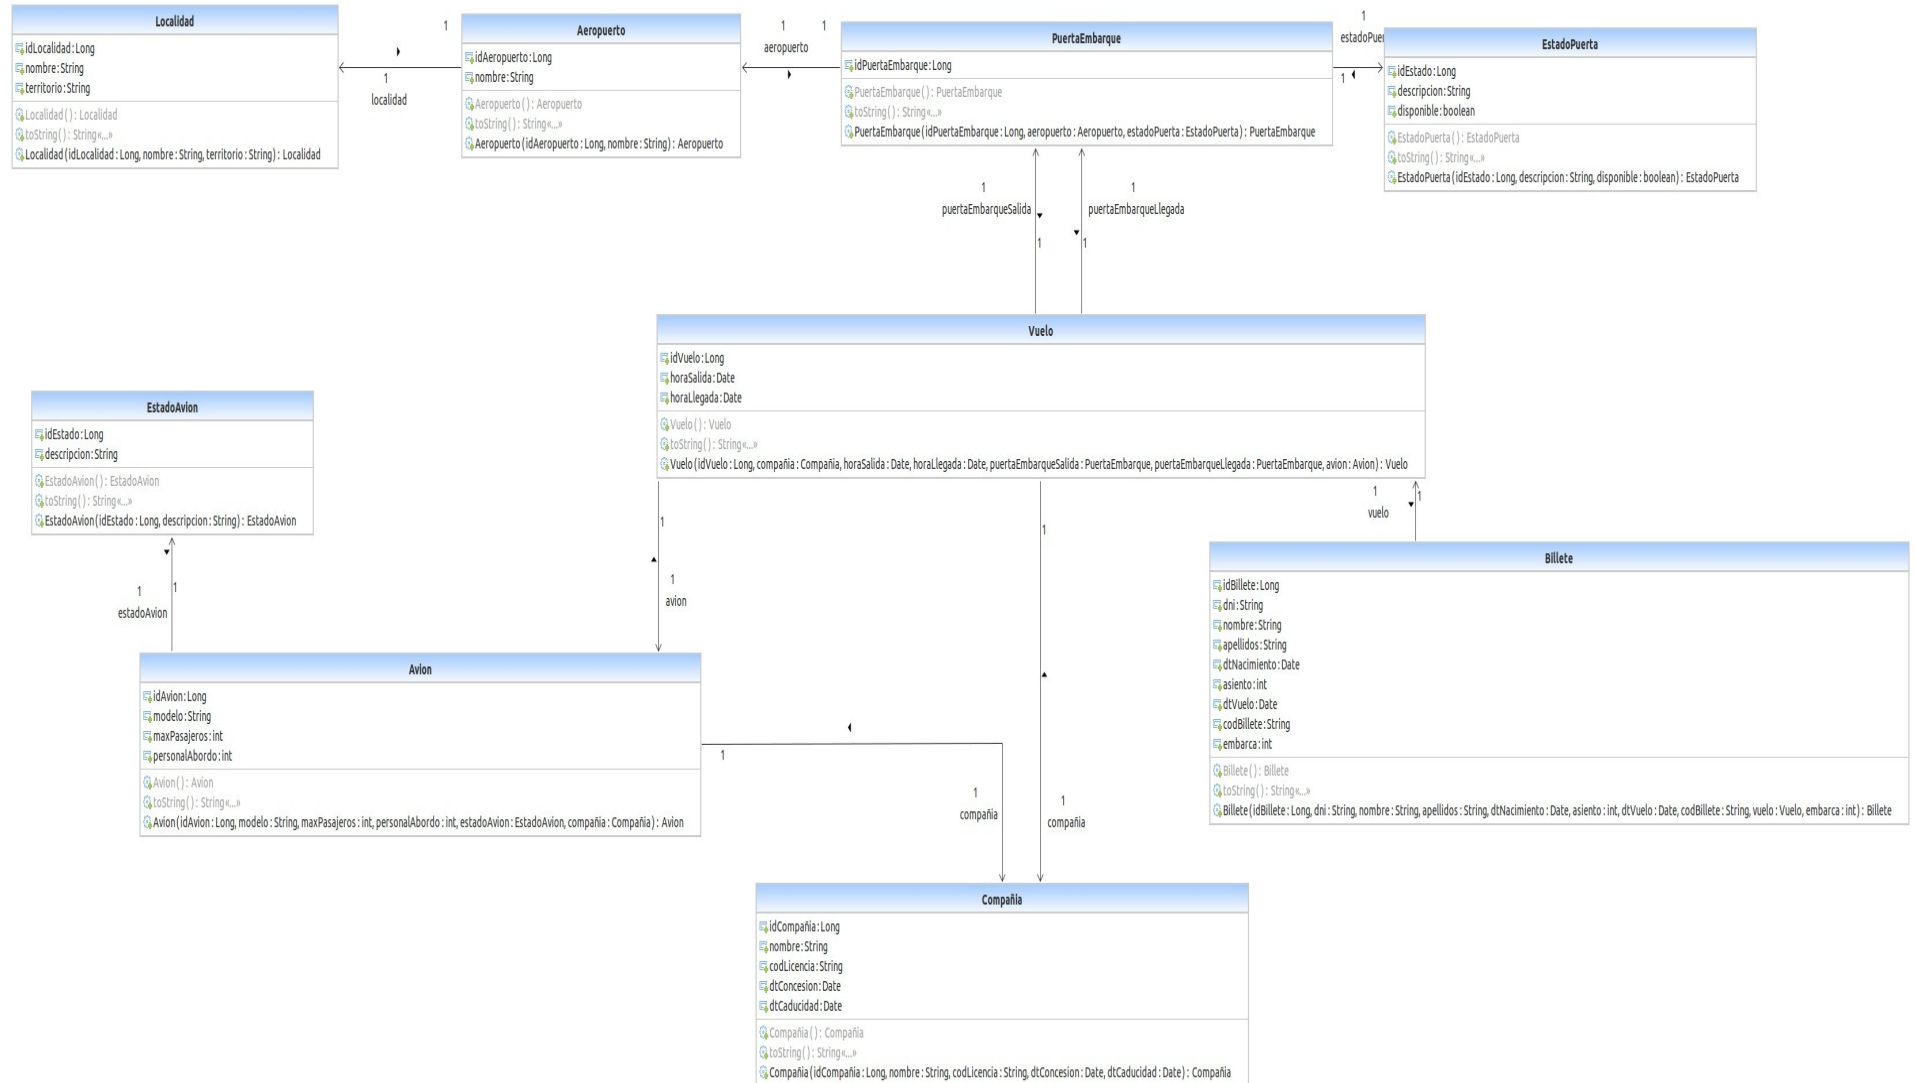 Localidad
idLocalidad:Long
nombre:String
territorio:String
Localidad(): Localidad
toString(): String«...»
Localidad(idLocalidad: Long, nombre: String, territorio: String): Localidad
1
1
localidad
Aeropuerto
idAeropuerto:Long
nombre:String
Aeropuerto(): Aeropuerto
toString(): String«...»
Aeropuerto(idAeropuerto: Long, nombre: String): Aeropuerto
1
1
aeropuerto
PuertaEmbarque
idPuertaEmbarque:Long
PuertaEmbarque(): PuertaEmbarque
toString(): String«...»
PuertaEmbarque(idPuertaEmbarque: Long, aeropuerto: Aeropuerto, estadoPuerta: EstadoPuerta): PuertaEmbarque
1
estadoPuer
1
EstadoPuerta
idEstado:Long
descripcion:String
disponible:boolean
EstadoPuerta(): EstadoPuerta
toString(): String«...»
EstadoPuerta(idEstado: Long, descripcion: String, disponible: boolean): EstadoPuerta
1
puertaEmbarqueSalida
1
1
puertaEmbarqueLlegada
1
Vuelo
idVuelo:Long
horaSalida:Date
horaLlegada:Date
Vuelo(): Vuelo
toString(): String«...»
Vuelo(idVuelo: Long, compañia: Compañia, horaSalida: Date, horaLlegada: Date, puertaEmbarqueSalida: PuertaEmbarque, puertaEmbarqueLlegada: PuertaEmbarque, avion: Avion): Vuelo
EstadoAvion
idEstado:Long
descripcion:String
EstadoAvion(): EstadoAvion
toString(): String«...»
EstadoAvion(idEstado: Long, descripcion: String): EstadoAvion
1
estadoAvion
1
1
1
avion
1
1
compañia
1
vuelo
1
Billete
idBillete:Long
dni:String
nombre:String
apellidos:String
dtNacimiento:Date
asiento:int
dtVuelo:Date
codBillete:String
embarca:int
Billete(): Billete
toString(): String«...»
Billete(idBillete: Long, dni: String, nombre: String, apellidos: String, dtNacimiento: Date, asiento: int, dtVuelo: Date, codBillete: String, vuelo: Vuelo, embarca: int): Billete
Avion
idAvion:Long
modelo:String
maxPasajeros:int
personalAbordo:int
Avion(): Avion
toString(): String«...»
Avion(idAvion: Long, modelo: String, maxPasajeros: int, personalAbordo: int, estadoAvion: EstadoAvion, compañia: Compañia): Avion
1
1
compañia
Compañia
idCompañia:Long
nombre:String
codLicencia:String
dtConcesion:Date
dtCaducidad:Date
Compañia(): Compañia
toString(): String«...»
Compañia(idCompañia: Long, nombre: String, codLicencia: String, dtConcesion: Date, dtCaducidad: Date): Compañia